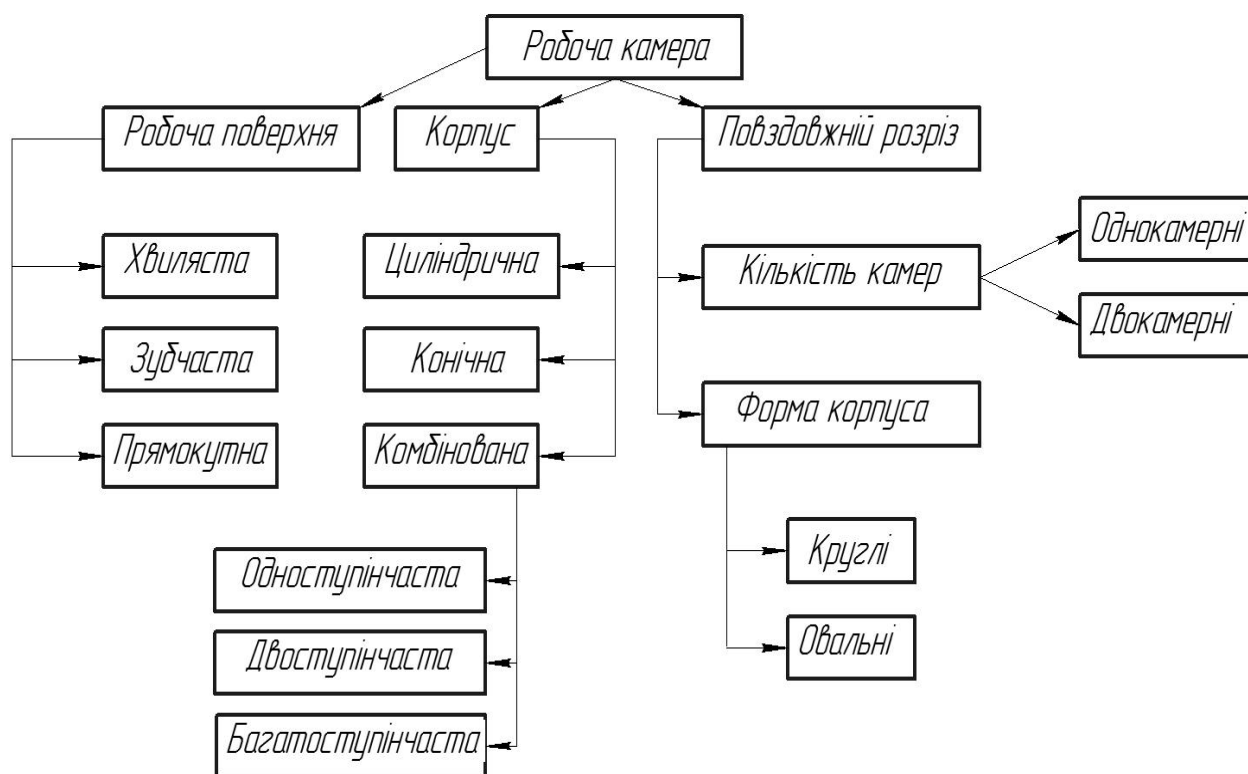 Робоча камера
Робоча поверхня
Корпус
Повздовжній розріз
Хвиляста
Зубчаста
Прямокутна
Циліндрична
Конічна
Комбінована
Одноступінчаста
Двоступінчаста
Багатоступінчаста
Кількість камер
Однокамерні
Двокамерні
Форма корпуса
Круглі
Овальні